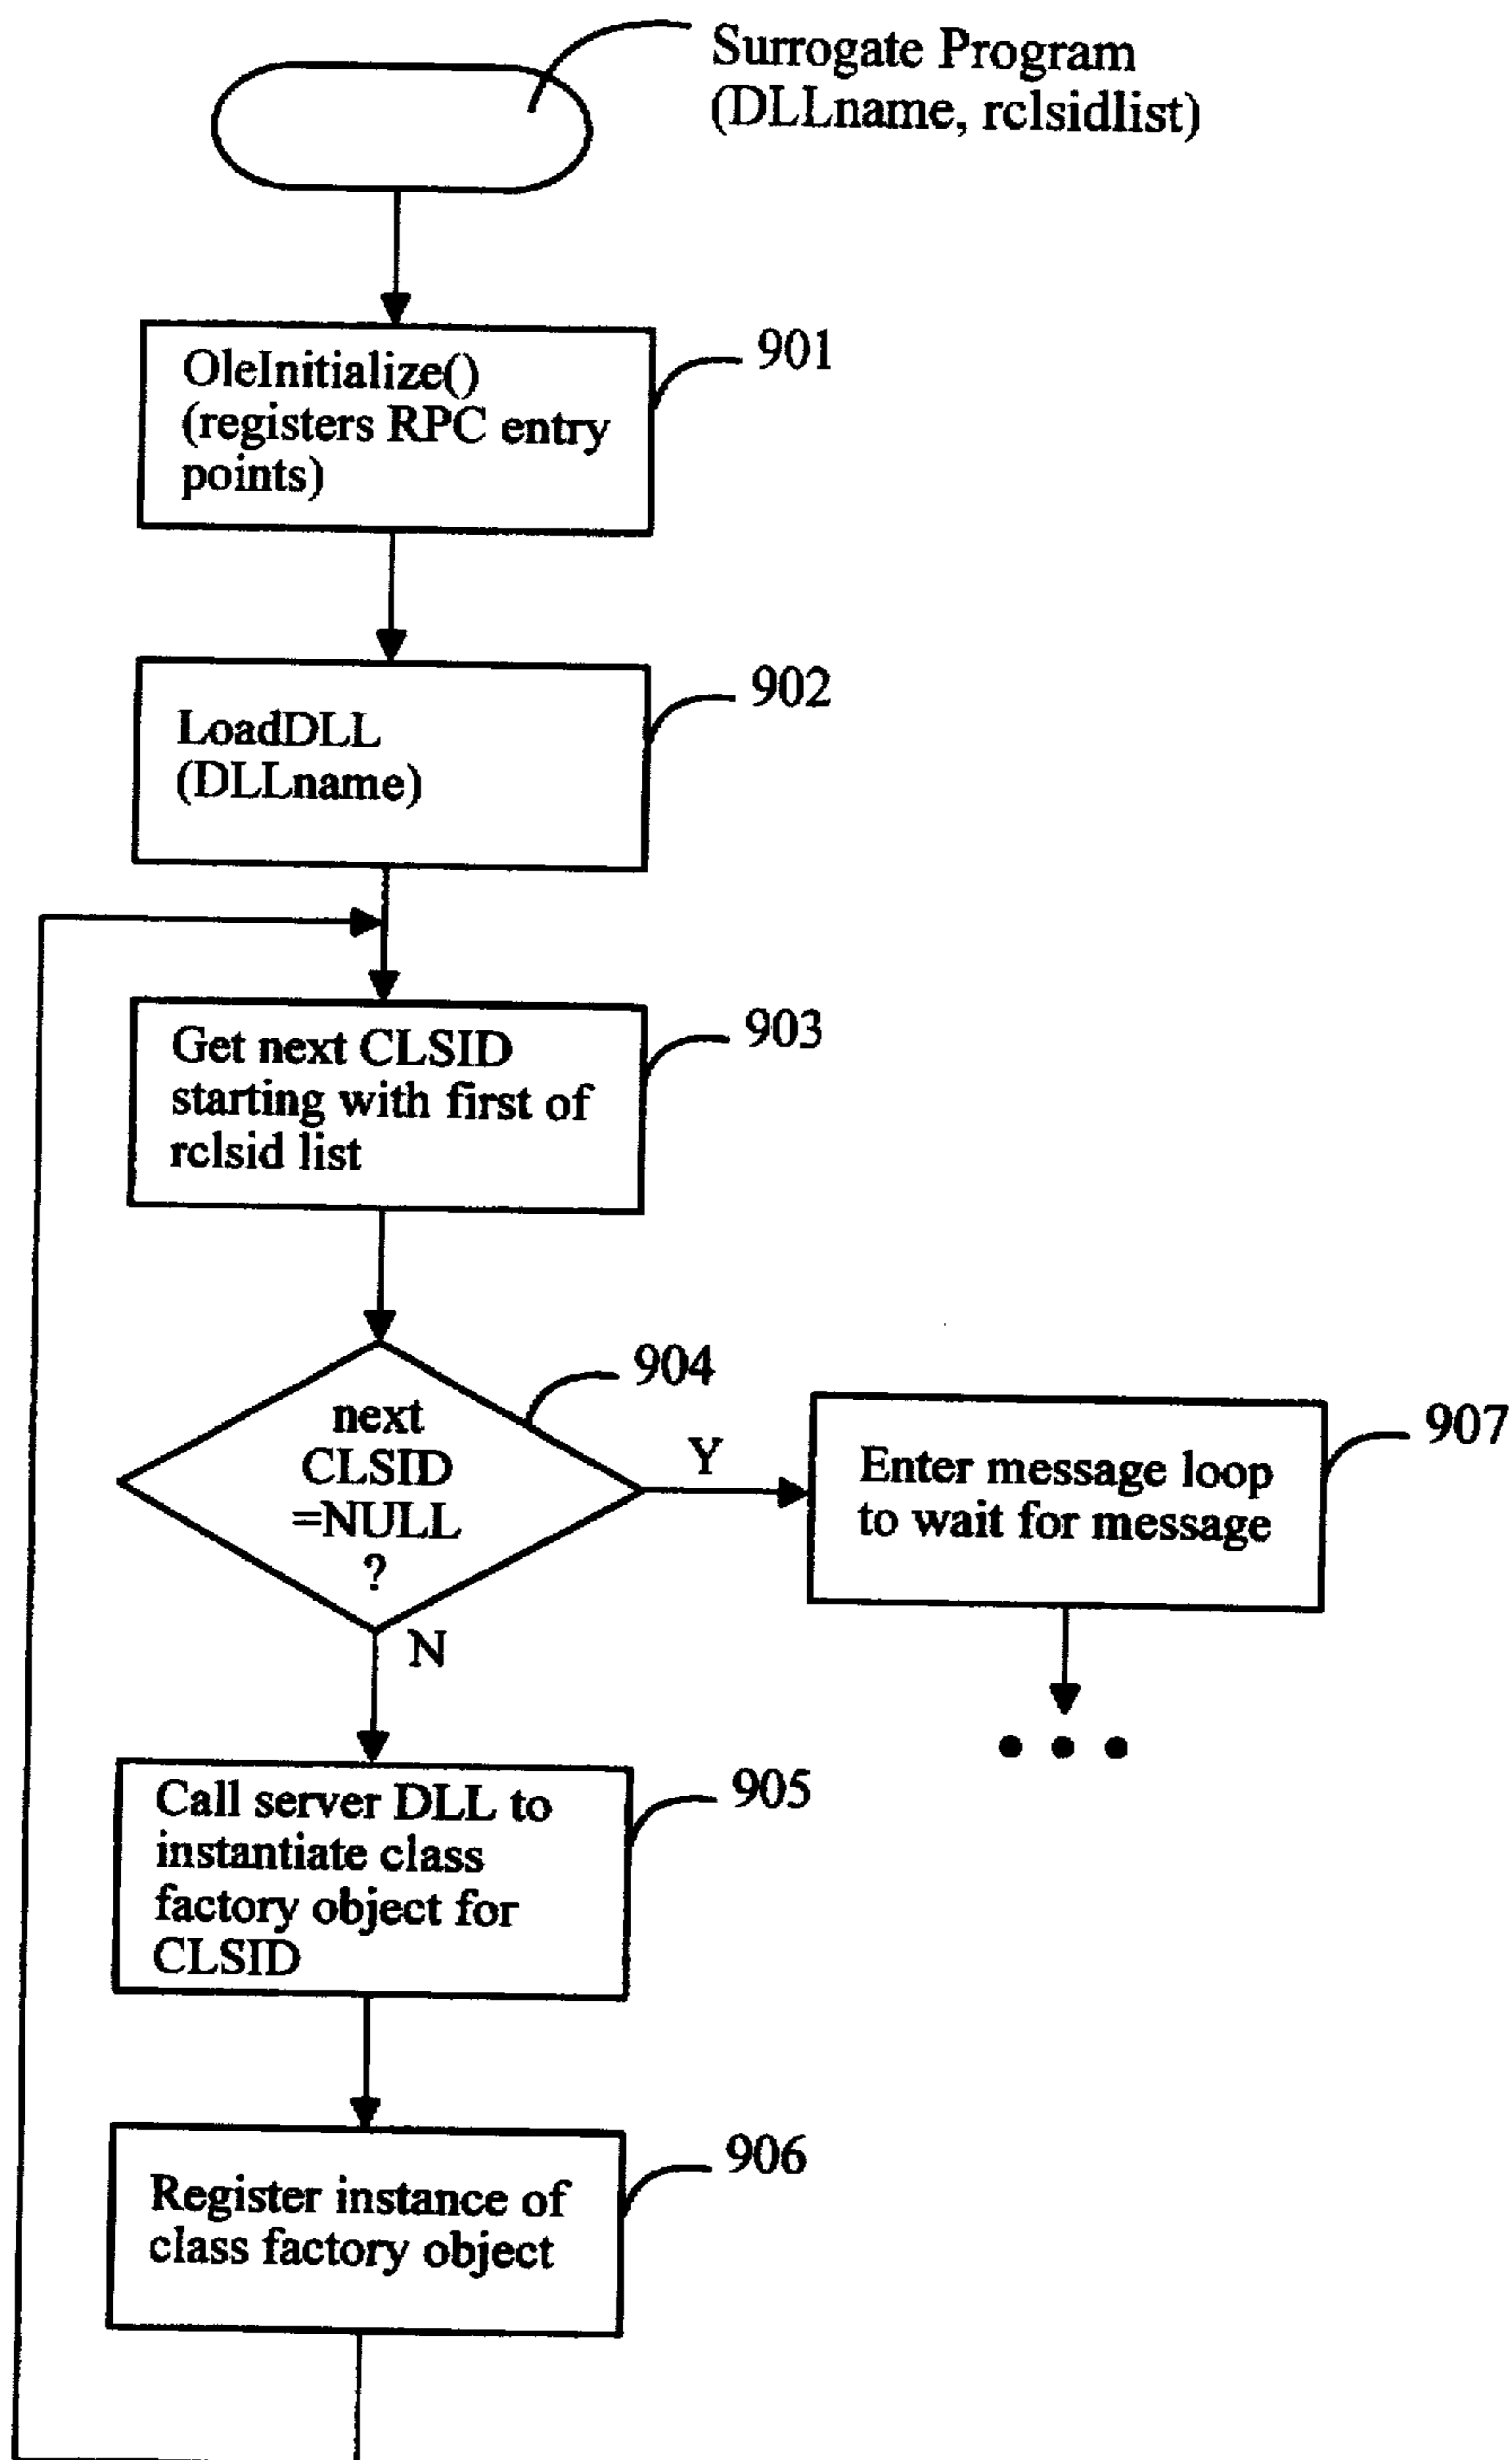 Surrogate Program
(DLLname, rclsidlist)
OleInitialize()
(registers RPC entry
points)
901
LoadDLL
(DLLname)
902
Get next CLSID
starting with first of
rclsid list
903
next
CLSID
=NULL
?
904
Y
N
Enter message loop
to wait for message
907
Call server DLL to
instantiate class
factory object for
CLSID
905
Register instance of
class factory object
906